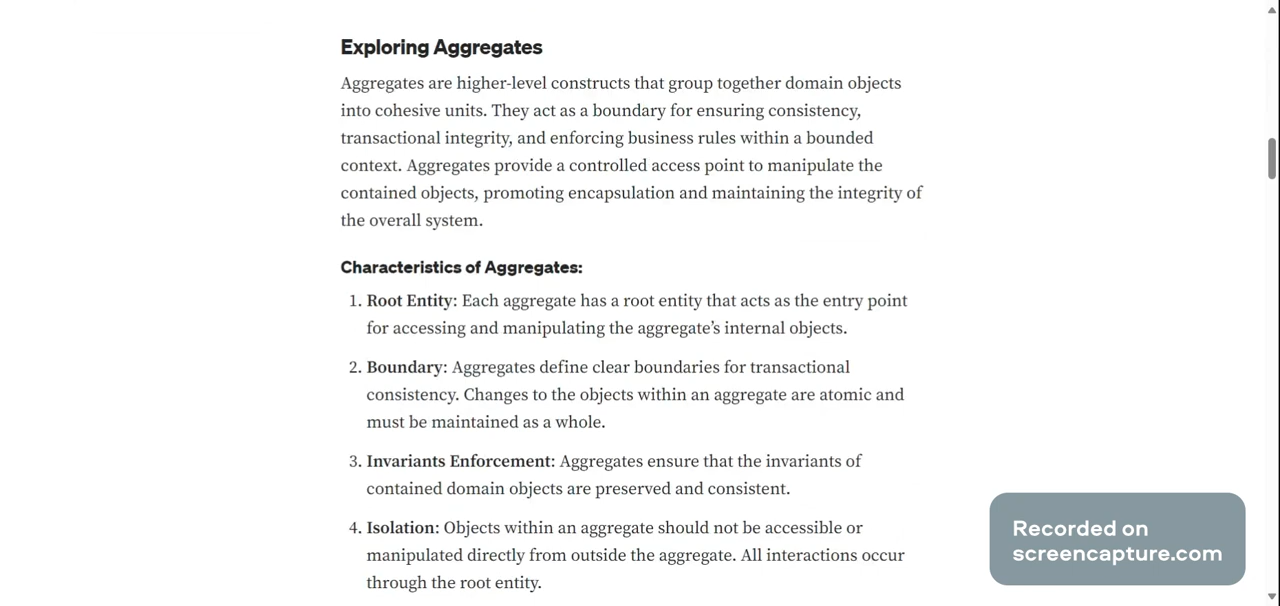 Exploring Aggregates
Aggregates are higher-level constructs that group together domain objects
into cohesive units. They act as a boundary for ensuring consistency,
transactional integrity, and enforcing business rules within a bounded
context. Aggregates provide a controlled access point to manipulate the
contained objects, promoting encapsulation and maintaining the integrity of
the overall system.
Characteristics of Aggregates:
1. Root Entity: Each aggregate has a root entity that acts as the entry point
for accessing and manipulating the aggregate’s internal objects.
2. Boundary: Aggregates define clear boundaries for transactional
consistency. Changes to the objects within an aggregate are atomic and
must be maintained as a whole.
3. Invariants Enforcement: Aggregates ensure that the invariants of
contained domain objects are preserved and consistent.
4. Isolation: Objects within an aggregate should not be accessible or
manipulated directly from outside the aggregate. All interactions occur
through the root entity.
Recorded on
screencapture.com